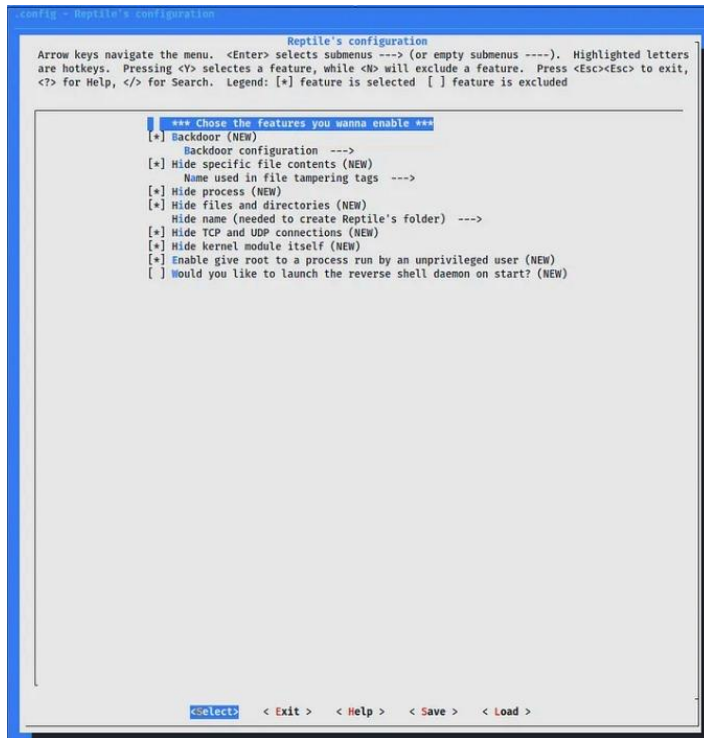 .config - Reptile's configuration
Reptile's configuration
Arrow keys navigate the menu. <Enter> selects submenus ---> (or empty submenus ----). Highlighted letters
are hotkeys. Pressing <Y> selectes a feature, while <N> will exclude a feature. Press <Esc><Esc> to exit,
<?> for Help, </> for Search. Legend: [*] feature is selected [ ] feature is excluded
*** Chose the features you wanna enable ***
[*] Backdoor (NEW)
Backdoor configuration --->
[*] Hide specific file contents (NEW)
Name used in file tampering tags --->
[*] Hide process (NEW)
[*] Hide files and directories (NEW)
Hide name (needed to create Reptile's folder) --->
[*] Hide TCP and UDP connections (NEW)
[*] Hide kernel module itself (NEW)
[*] Enable give root to a process run by an unprivileged user (NEW)
[ ] Would you like to launch the reverse shell daemon on start? (NEW)
<Select> < Exit > < Help > < Save > < Load >